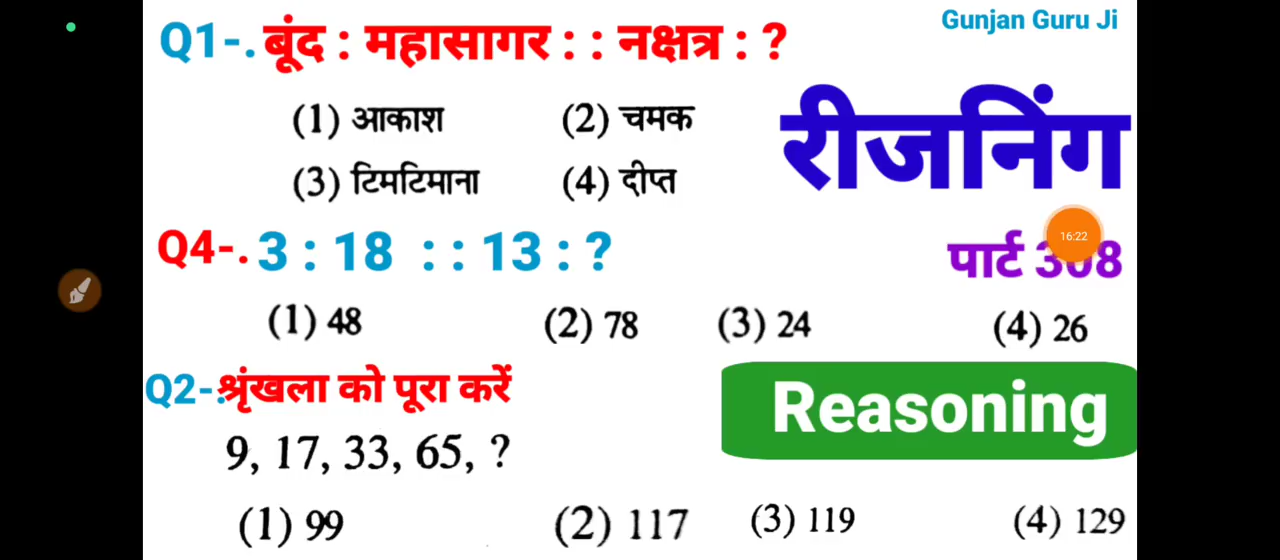 Gunjan Guru Ji
Q1-. बूंद : महासागर : : नक्षत्र : ?
(1) आकाश (2) चमक
(3) टिमटिमाना (4) दीप्त
रीजनिंग
Q4-. 3 : 18 : : 13 : ?
16:22
पार्ट 308
(1) 48 (2) 78 (3) 24 (4) 26
Q2-. श्रृंखला को पूरा करें
Reasoning
9, 17, 33, 65, ?
(1) 99 (2) 117 (3) 119 (4) 129